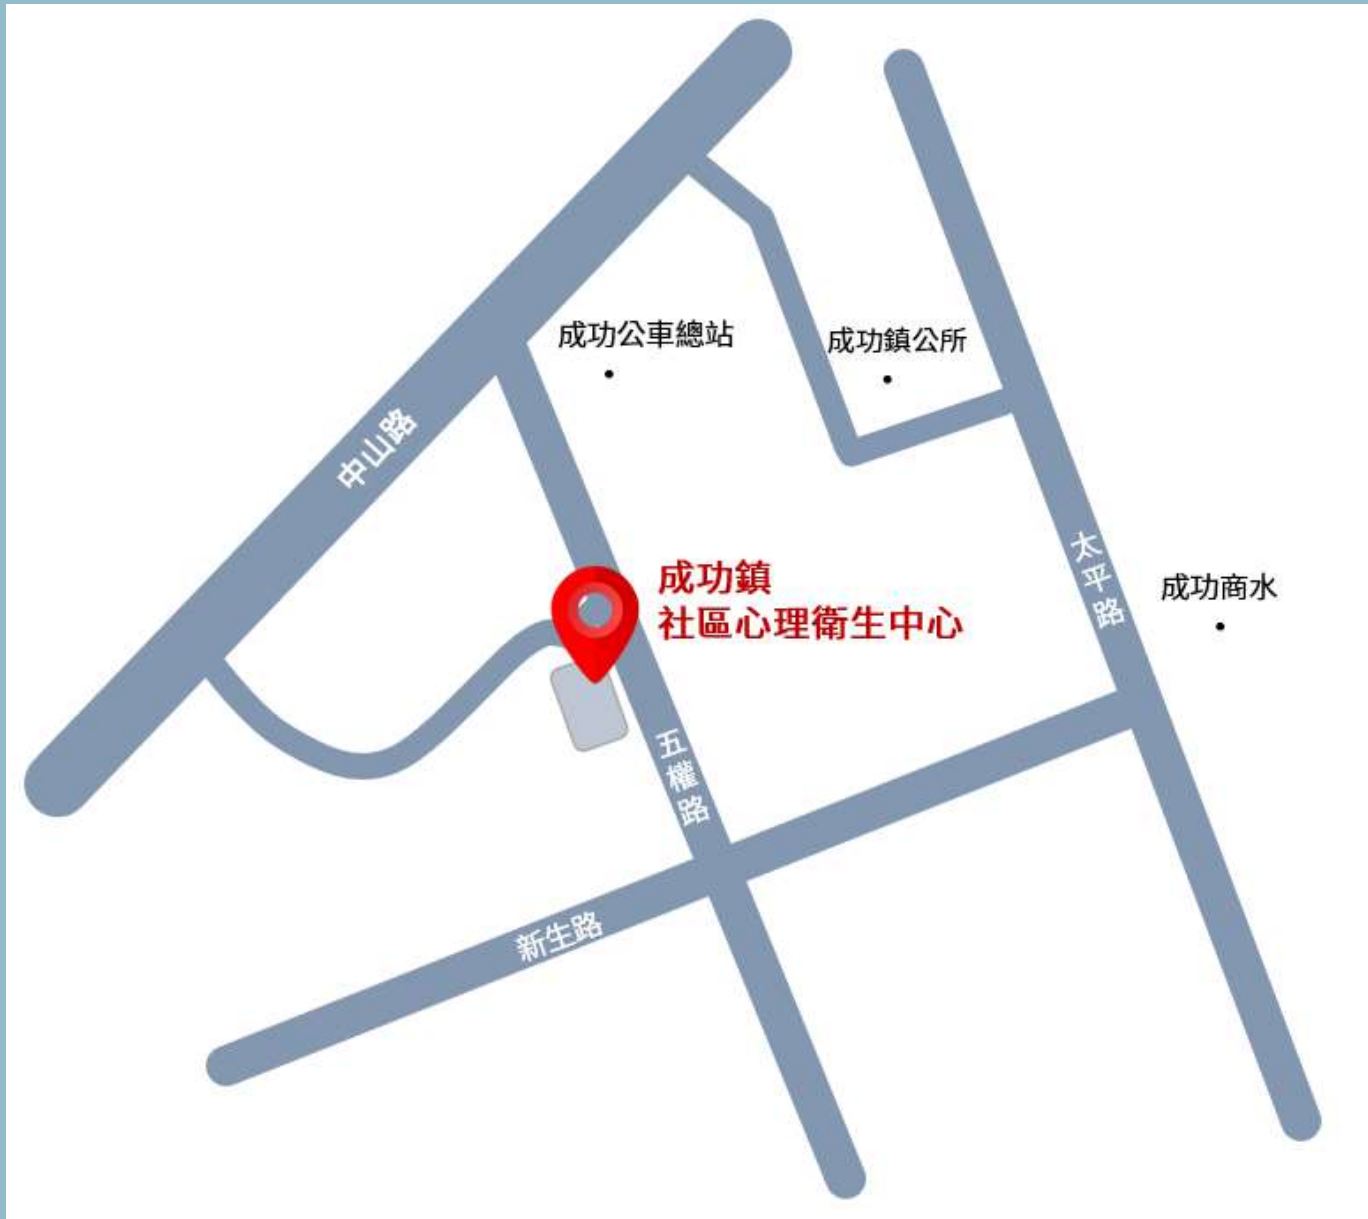 成功公車總站
成功鎮公所
中山路
成功鎮
社區心理衛生中心
太平路
成功商水
五權路
新生路